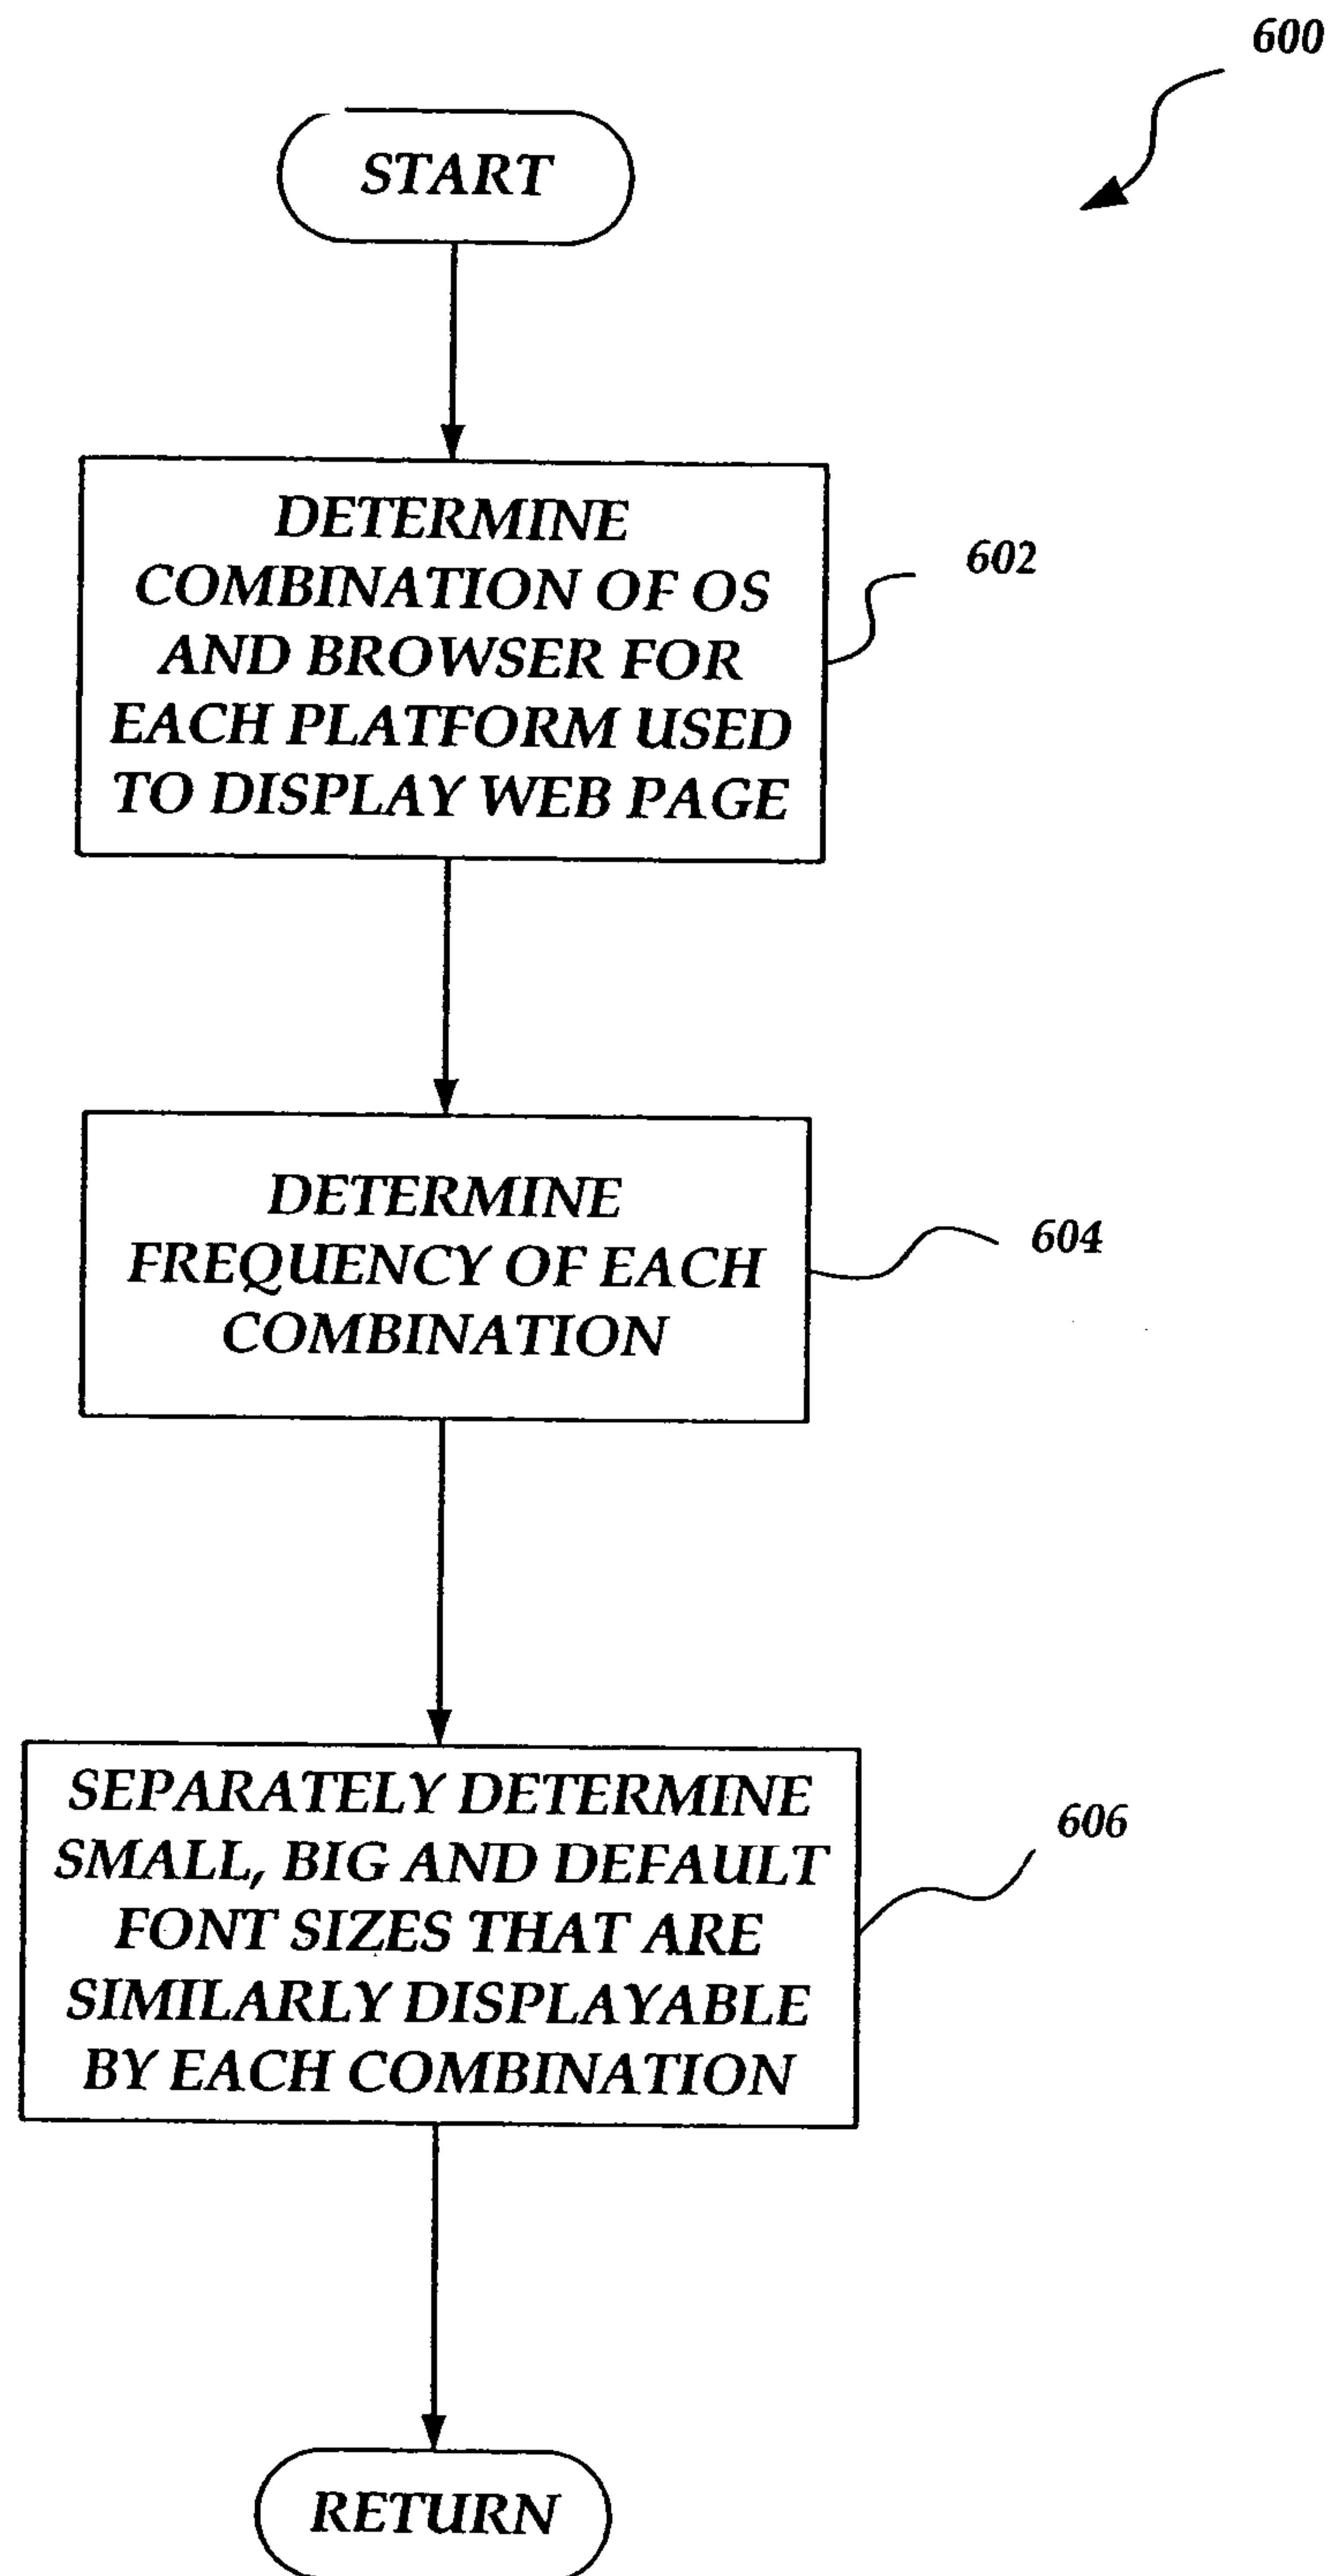 600
START
DETERMINE
COMBINATION OF OS
AND BROWSER FOR
EACH PLATFORM USED
TO DISPLAY WEB PAGE
602
DETERMINE
FREQUENCY OF EACH
COMBINATION
604
SEPARATELY DETERMINE
SMALL, BIG AND DEFAULT
FONT SIZES THAT ARE
SIMILARLY DISPLAYABLE
BY EACH COMBINATION
606
RETURN